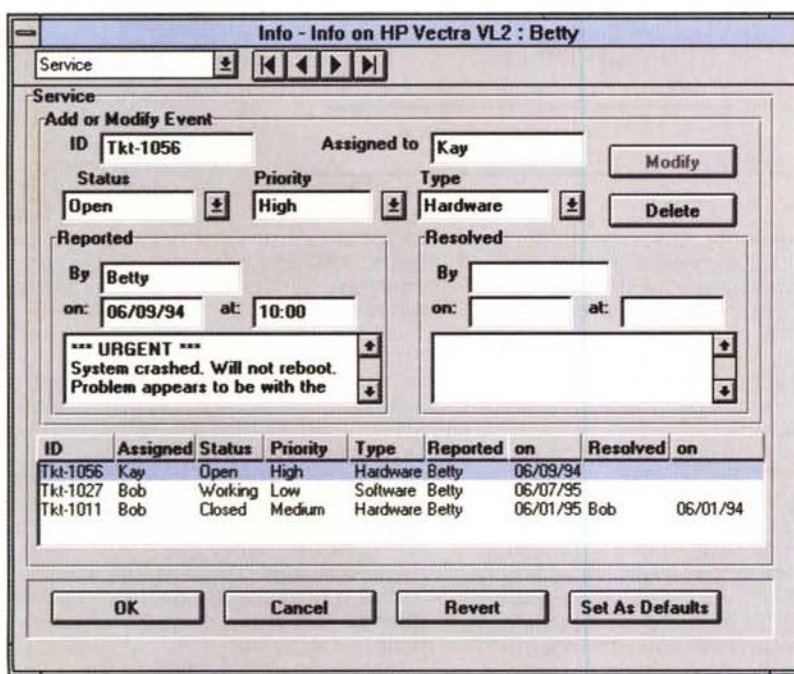 Info - Info on HP Vectra VL2 : Betty
Service
Service
Add or Modify Event
ID Tkt-1056 Assigned to Kay Modify
Status Priority Type
Open High Hardware Delete
Reported Resolved
By Betty By
on: 06/09/94 at: 10:00 on: at:
*** URGENT ***
System crashed. Will not reboot.
Problem appears to be with the
ID Assigned Status Priority Type Reported on Resolved on
Tkt-1056 Kay Open High Hardware Betty 06/09/94
Tkt-1027 Bob Working Low Software Betty 06/07/95
Tkt-1011 Bob Closed Medium Hardware Betty 06/01/95 Bob 06/01/94
OK Cancel Revert Set As Defaults